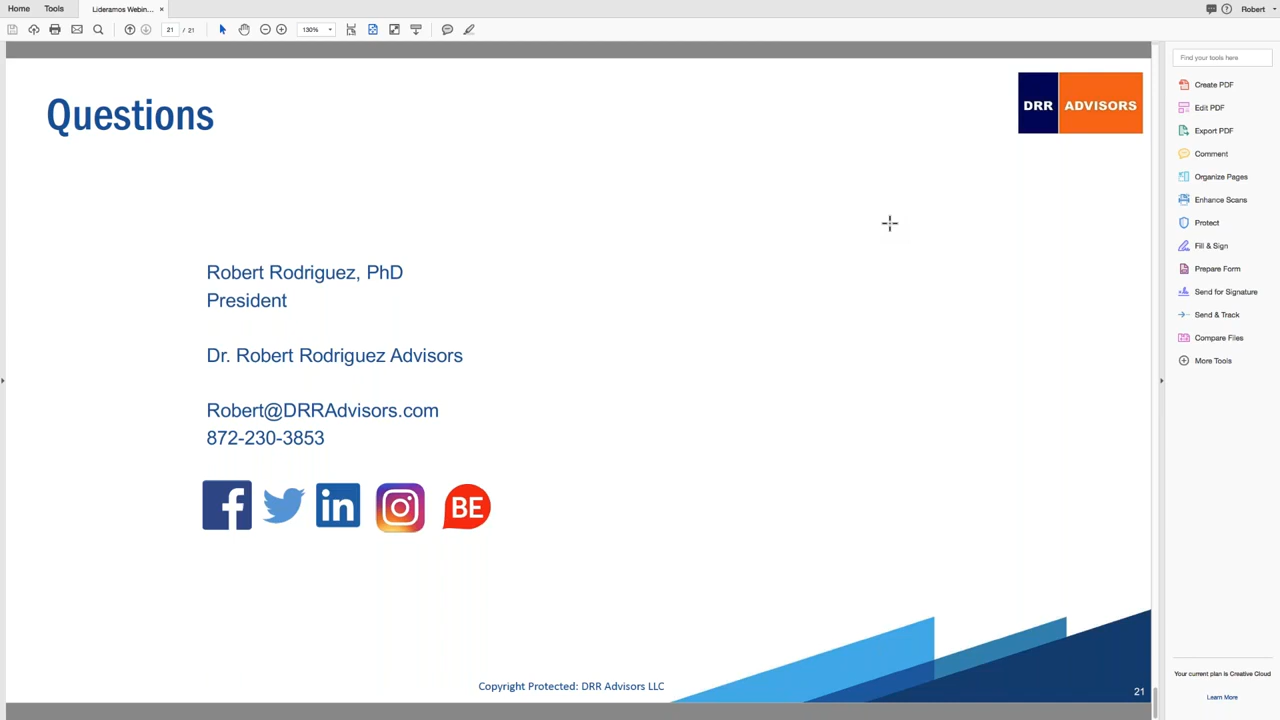 Home
Tools
Lideramos Webin... ×
Robert
21 / 21
130%
Find your tools here
Create PDF
Edit PDF
Export PDF
Comment
Organize Pages
Enhance Scans
Protect
Fill & Sign
Prepare Form
Send for Signature
Send & Track
Compare Files
More Tools
Your current plan is Creative Cloud
Learn More
Questions
DRR ADVISORS
Robert Rodriguez, PhD
President
Dr. Robert Rodriguez Advisors
Robert@DRRAdvisors.com
872-230-3853
f
in
BE
Copyright Protected: DRR Advisors LLC
21